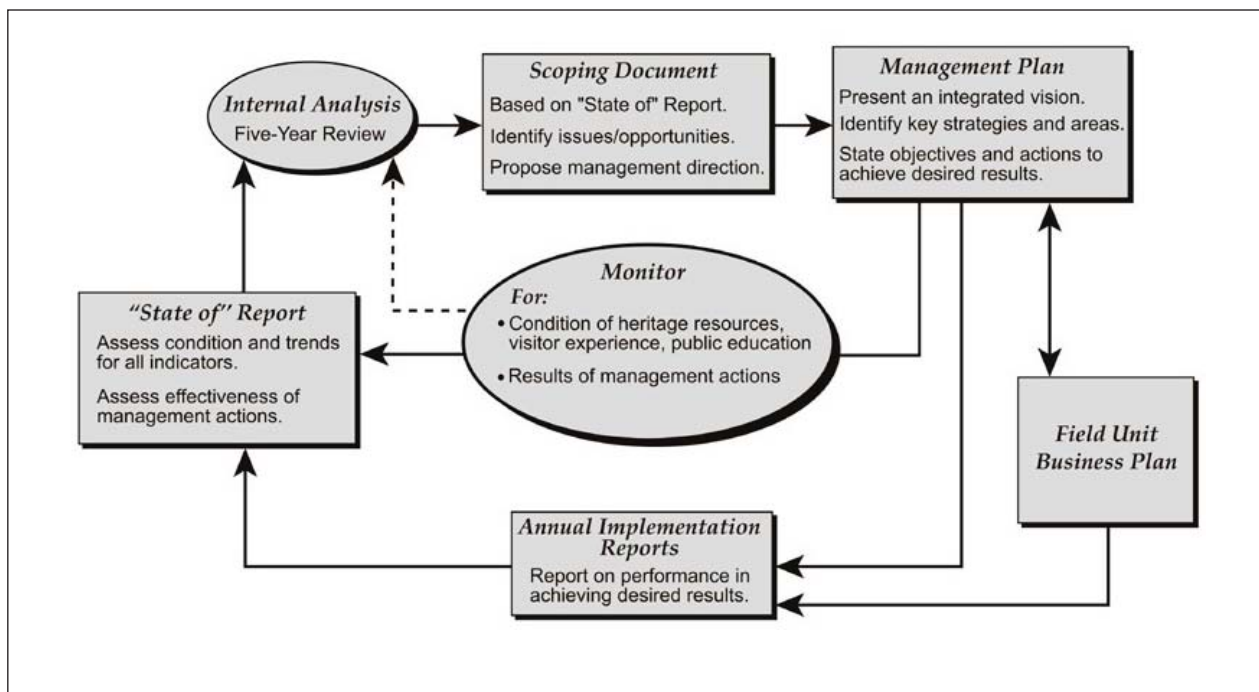 Internal Analysis
Five-Year Review
Scoping Document
Based on "State of" Report.
Identify issues/opportunities.
Propose management direction.
Management Plan
Present an integrated vision.
Identify key strategies and areas.
State objectives and actions to
achieve desired results.
Monitor
For:
• Condition of heritage resources,
visitor experience, public education
• Results of management actions
"State of" Report
Assess condition and trends
for all indicators.
Assess effectiveness of
management actions.
Field Unit
Business Plan
Annual Implementation
Reports
Report on performance in
achieving desired results.